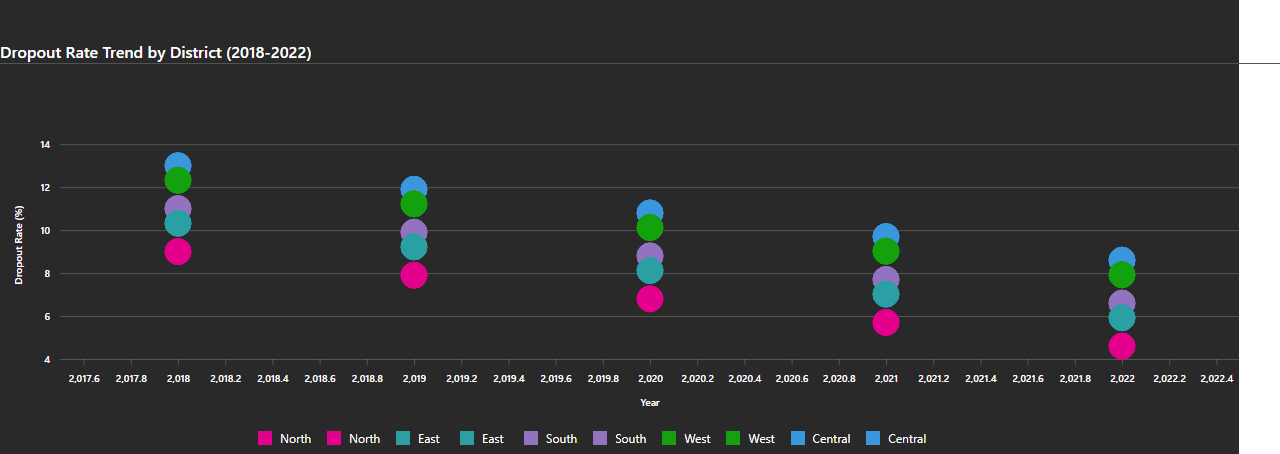 Dropout Rate Trend by District (2018-2022)
14
12
10
8
6
4
Dropout Rate (%)
2,017.6 2,017.8 2,018 2,018.2 2,018.4 2,018.6 2,018.8 2,019 2,019.2 2,019.4 2,019.6 2,019.8 2,020 2,020.2 2,020.4 2,020.6 2,020.8 2,021 2,021.2 2,021.4 2,021.6 2,021.8 2,022 2,022.2 2,022.4
Year
North North East East South South West West Central Central